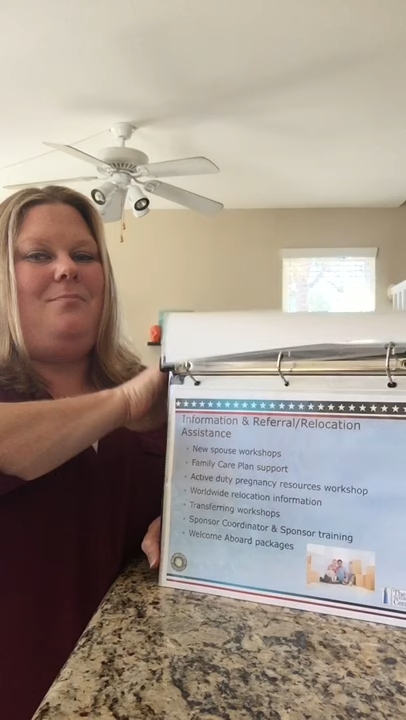 Information & Referral/Relocation
Assistance
New spouse workshops
Family Care Plan support
Active duty pregnancy resources workshop
Worldwide relocation information
Transferring workshops
Sponsor Coordinator & Sponsor training
Welcome Aboard packages